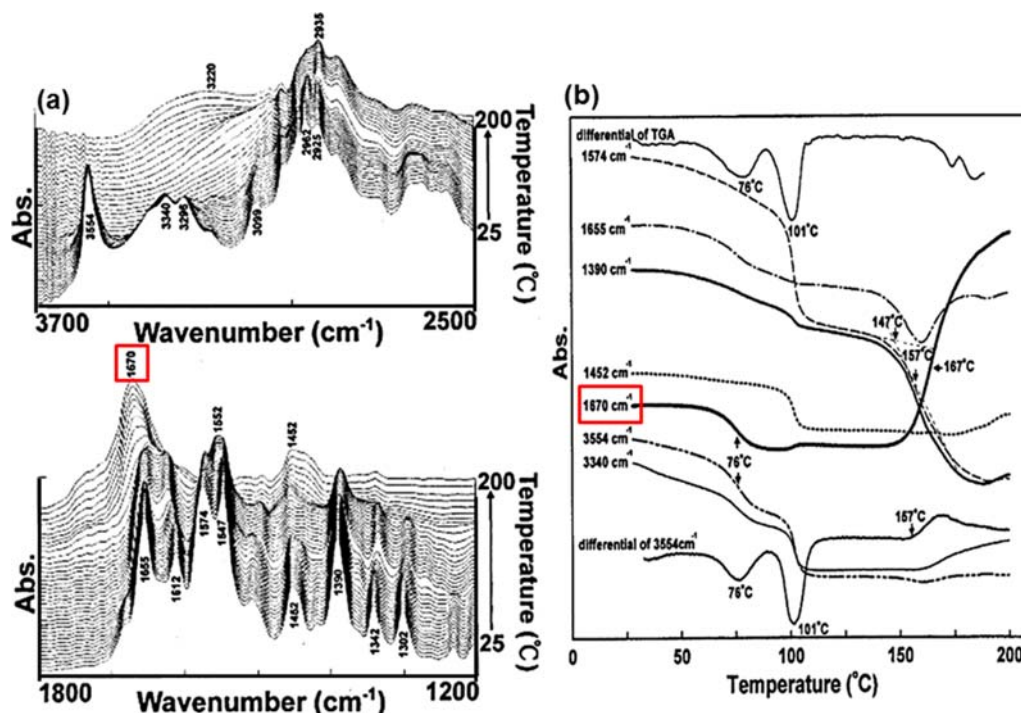 (a)
2935
3220
3554
3340
3296
3099
2962
2925
200
25
Temperature (°C)
Abs.
3700
Wavenumber (cm-1)
2500
1670
1552
1452
1655
1612
1574
1547
1452
1390
1342
1302
200
25
Temperature (°C)
Abs.
1800
Wavenumber (cm-1)
1200
(b)
differential of TGA
1574 cm-1
76°C
101°C
1655 cm-1
1390 cm-1
147°C
157°C
167°C
1452 cm-1
1670 cm-1
3554 cm-1
76°C
3340 cm-1
157°C
differential of 3554cm-1
76°C
101°C
Abs.
0 50 100 150 200
Temperature (°C)